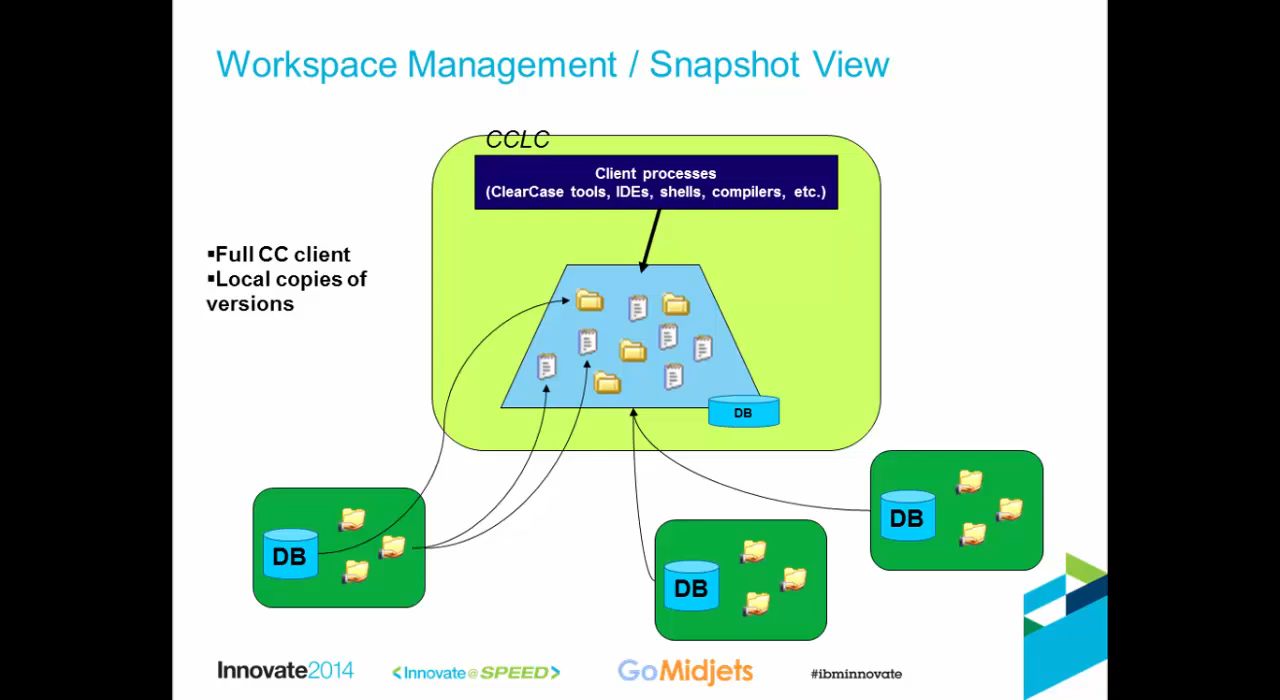 Workspace Management / Snapshot View
CCLC
Client processes
(ClearCase tools, IDEs, shells, compilers, etc.)
▪Full CC client
▪Local copies of
versions
DB
DB
DB
DB
Innovate2014
<Innovate@SPEED>
GoMidjets
#ibminnovate